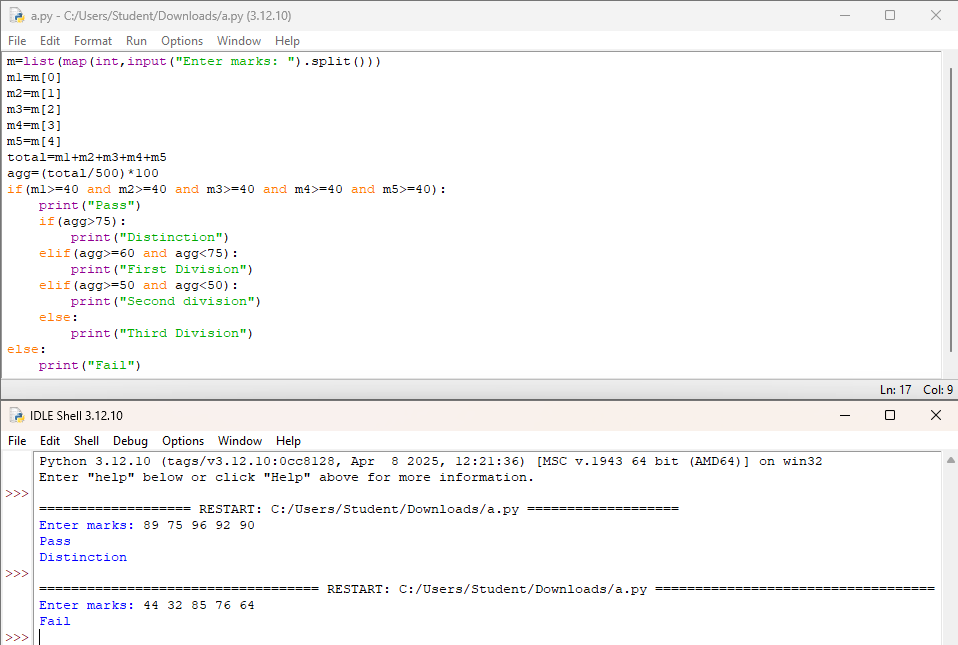 a.py - C:/Users/Student/Downloads/a.py (3.12.10)
File Edit Format Run Options Window Help
m=list(map(int,input("Enter marks: ").split()))
m1=m[0]
m2=m[1]
m3=m[2]
m4=m[3]
m5=m[4]
total=m1+m2+m3+m4+m5
agg=(total/500)*100
if(m1>=40 and m2>=40 and m3>=40 and m4>=40 and m5>=40):
    print("Pass")
    if(agg>75):
        print("Distinction")
    elif(agg>=60 and agg<75):
        print("First Division")
    elif(agg>=50 and agg<50):
        print("Second division")
    else:
        print("Third Division")
else:
    print("Fail")
Ln: 17 Col: 9
IDLE Shell 3.12.10
File Edit Shell Debug Options Window Help
Python 3.12.10 (tags/v3.12.10:0cc8128, Apr  8 2025, 12:21:36) [MSC v.1943 64 bit (AMD64)] on win32
Enter "help" below or click "Help" above for more information.
>>>
=================== RESTART: C:/Users/Student/Downloads/a.py ===================
Enter marks: 89 75 96 92 90
Pass
Distinction
>>>
=================================== RESTART: C:/Users/Student/Downloads/a.py ===================================
Enter marks: 44 32 85 76 64
Fail
>>>